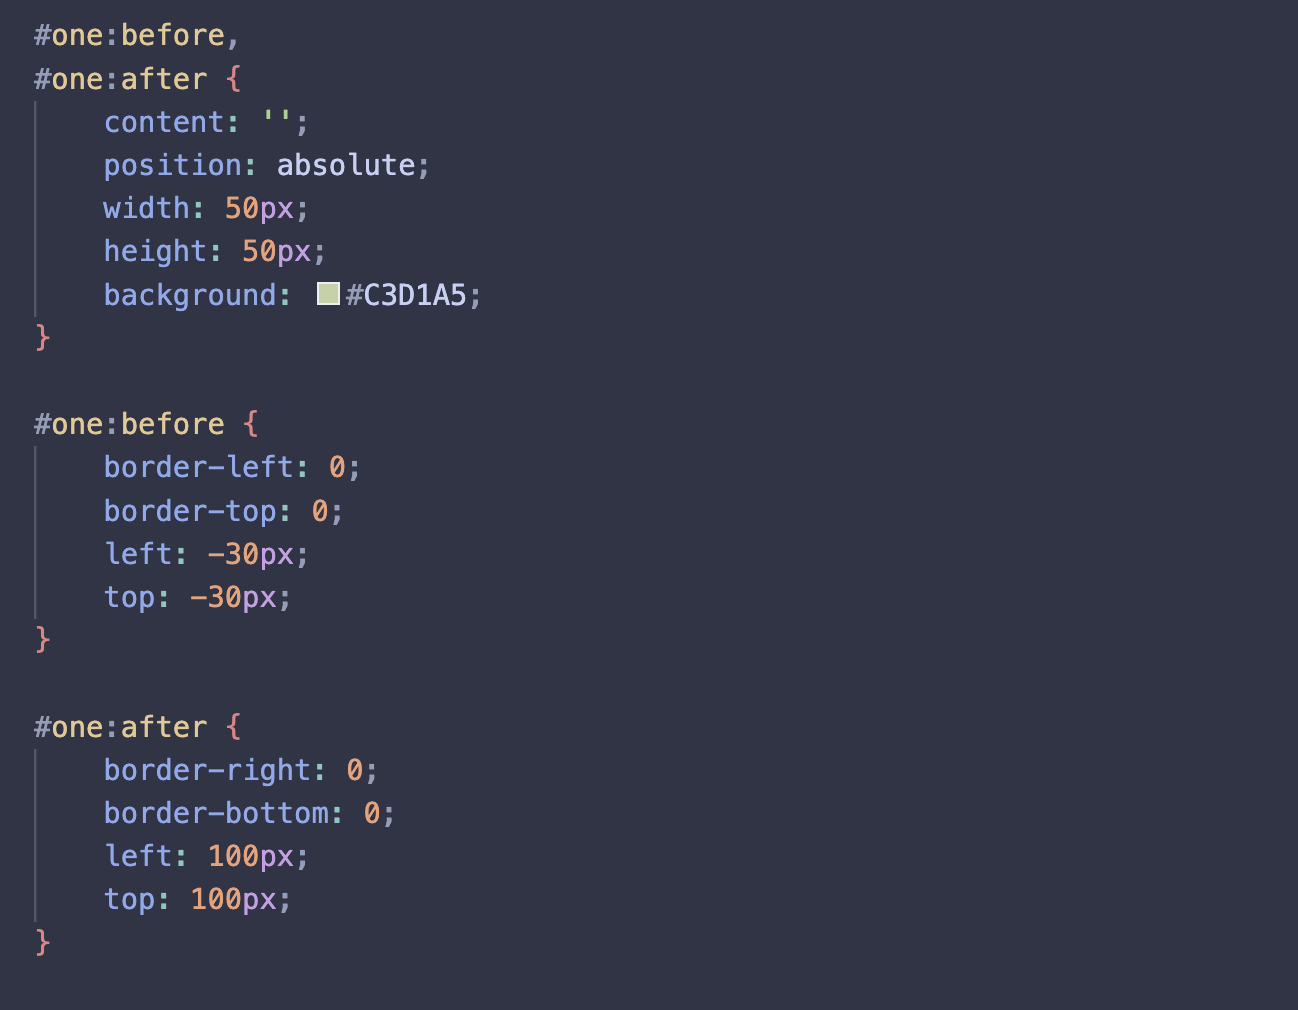 #one:before,
#one:after {
    content: '';
    position: absolute;
    width: 50px;
    height: 50px;
    background: #C3D1A5;
}

#one:before {
    border-left: 0;
    border-top: 0;
    left: -30px;
    top: -30px;
}

#one:after {
    border-right: 0;
    border-bottom: 0;
    left: 100px;
    top: 100px;
}